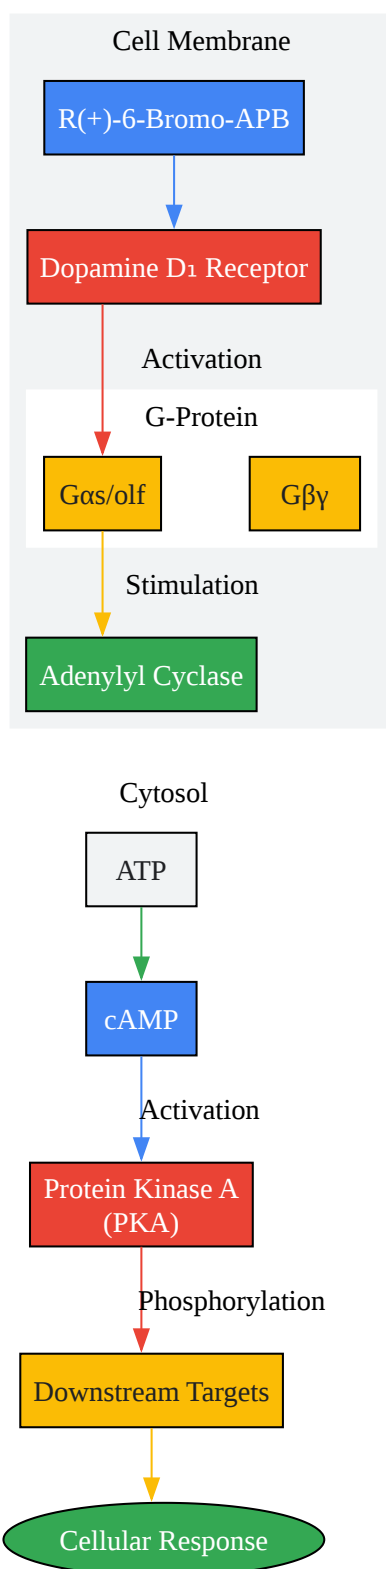 Cell Membrane
R(+)-6-Bromo-APB
Dopamine D₁ Receptor
Activation
G-Protein
Gαs/olf
Gβγ
Stimulation
Adenylyl Cyclase
Cytosol
ATP
cAMP
Activation
Protein Kinase A
(PKA)
Phosphorylation
Downstream Targets
Cellular Response